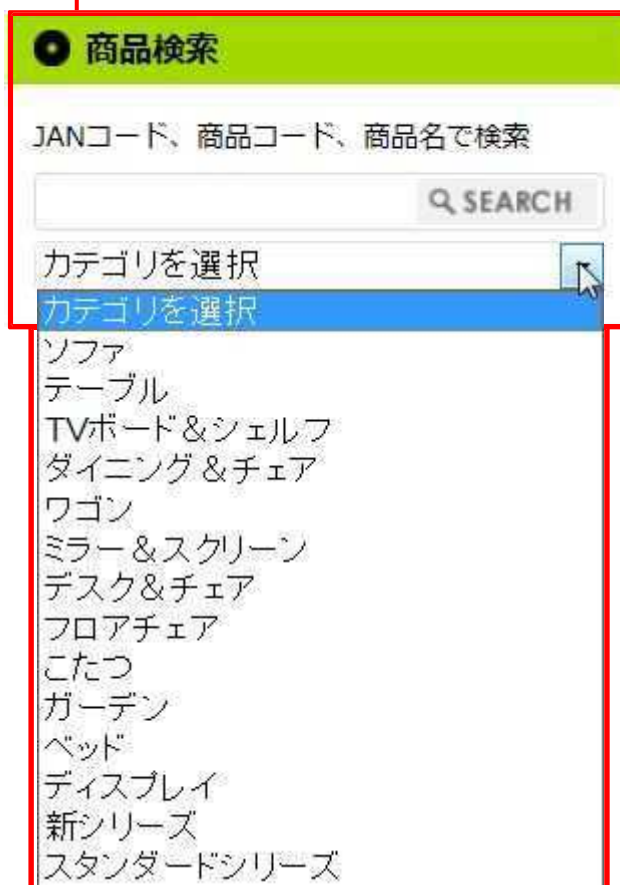 商品検索
JANコード、商品コード、商品名で検索
SEARCH
カテゴリを選択
カテゴリを選択
ソファ
テーブル
TVボード&シェルフ
ダイニング&チェア
ワゴン
ミラー&スクリーン
デスク&チェア
フロアチェア
こたつ
ガーデン
ベッド
ディスプレイ
新シリーズ
スタンダードシリーズ